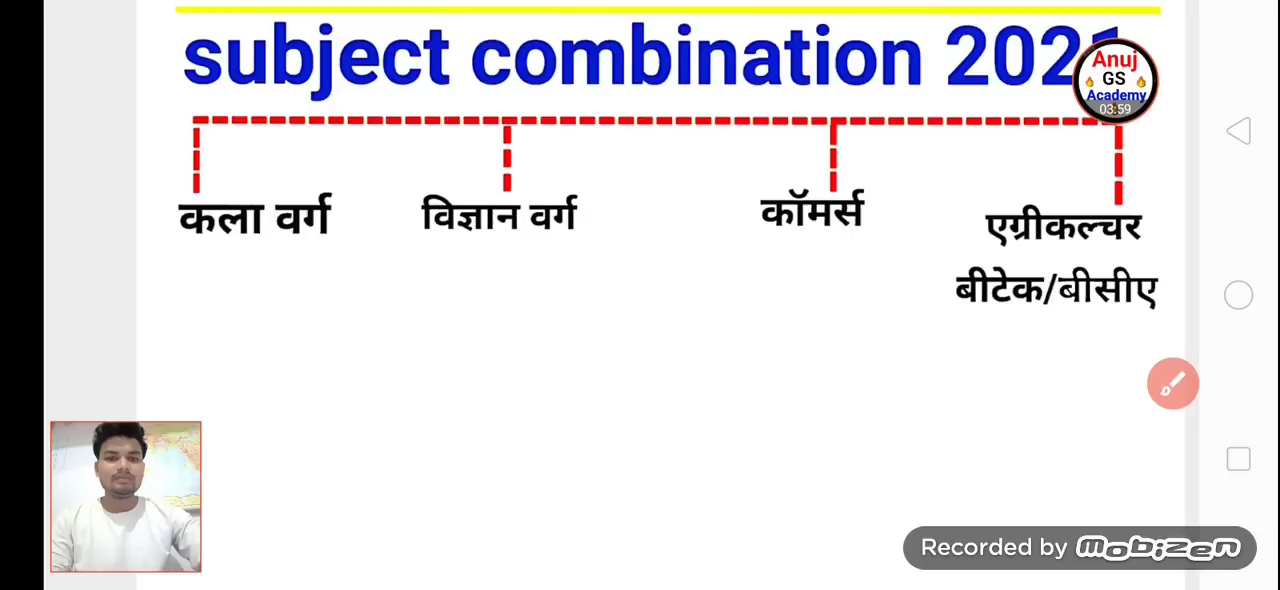 subject combination 2021
Anuj
GS
Academy
03:59
कला वर्ग
विज्ञान वर्ग
कॉमर्स
एग्रीकल्चर
बीटेक/बीसीए
Recorded by Mobizen